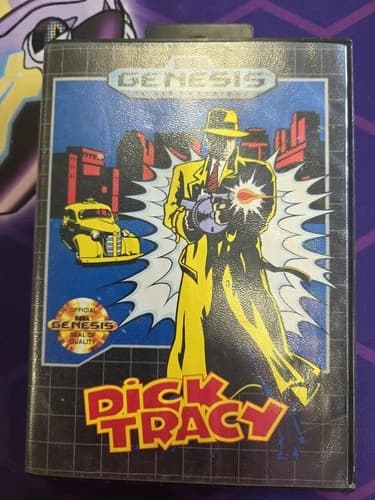 GENESIS
OFFICIAL
SEGA
GENESIS
SEAL OF
QUALITY
DICK
TRACY